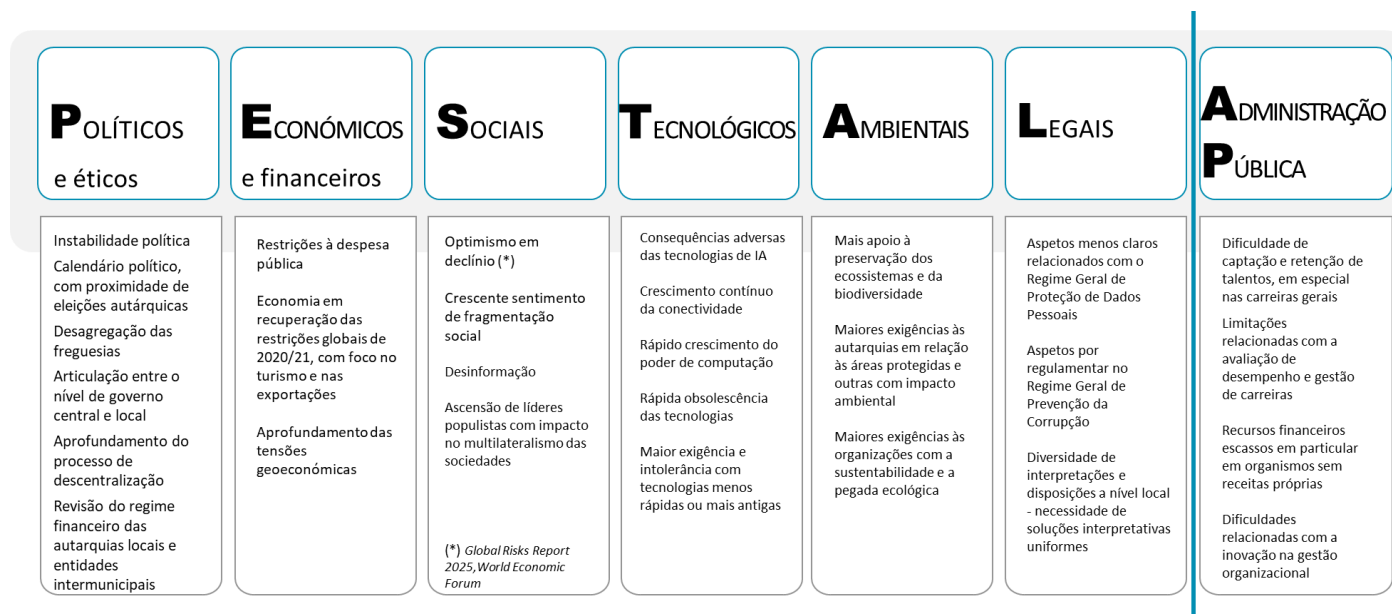 POLÍTICOS
e éticos
Instabilidade política
Calendário político,
com proximidade de
eleições autárquicas
Desagregação das
freguesias
Articulação entre o
nível de governo
central e local
Aprofundamento do
processo de
descentralização
Revisão do regime
financeiro das
autarquias locais e
entidades
intermunicipais
ECONÓMICOS
e financeiros
Restrições à despesa
pública
Economia em
recuperação das
restrições globais de
2020/21, com foco no
turismo e nas
exportações
Aprofundamento das
tensões
geoeconómicas
SOCIAIS
Optimismo em
declínio (*)
Crescente sentimento
de fragmentação
social
Desinformação
Ascensão de líderes
populistas com impacto
no multilateralismo das
sociedades
(*) Global Risks Report
2025,World Economic
Forum
TECNOLÓGICOS
Consequências adversas
das tecnologias de IA
Crescimento contínuo
da conectividade
Rápido crescimento do
poder de computação
Rápida obsolescência
das tecnologias
Maior exigência e
intolerância com
tecnologias menos
rápidas ou mais antigas
AMBIENTAIS
Mais apoio à
preservação dos
ecossistemas e da
biodiversidade
Maiores exigências às
autarquias em relação
às áreas protegidas e
outras com impacto
ambiental
Maiores exigências às
organizações com a
sustentabilidade e a
pegada ecológica
LEGAIS
Aspetos menos claros
relacionados com o
Regime Geral de
Proteção de Dados
Pessoais
Aspetos por
regulamentar no
Regime Geral de
Prevenção da
Corrupção
Diversidade de
interpretações e
disposições a nível local
- necessidade de
soluções interpretativas
uniformes
ADMINISTRAÇÃO
PÚBLICA
Dificuldade de
captação e retenção de
talentos, em especial
nas carreiras gerais
Limitações
relacionadas com a
avaliação de
desempenho e gestão
de carreiras
Recursos financeiros
escassos em particular
em organismos sem
receitas próprias
Dificuldades
relacionadas com a
inovação na gestão
organizacional